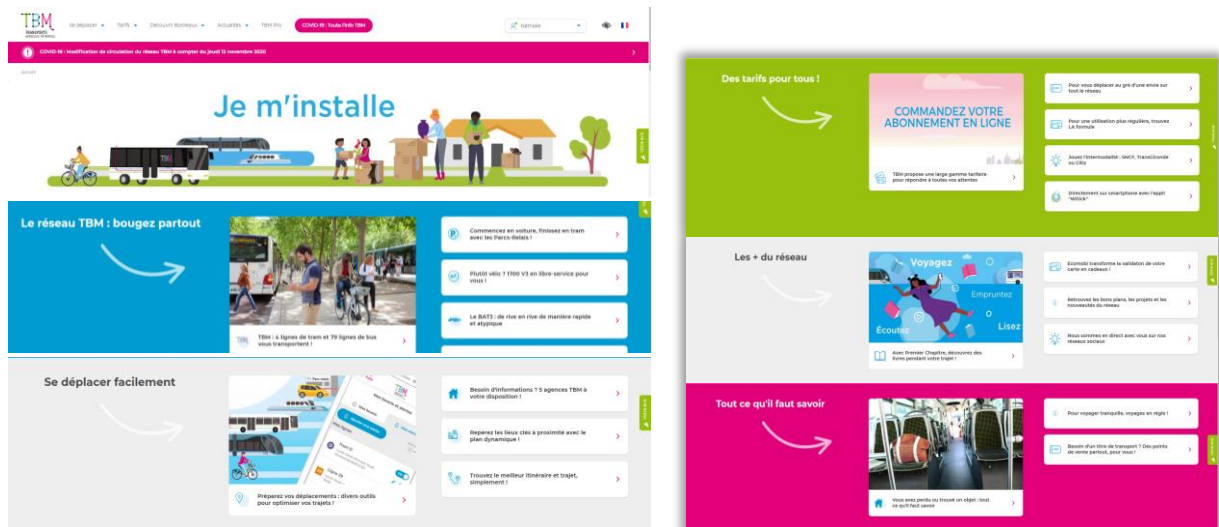 TBM
TRANSPORTS
BORDEAUX MÉTROPOLE
Se déplacer
Tarifs
Découvrir Bordeaux
Actualités
TBM Pro
COVID-19 : Toute l'info TBM
Nathalie
COVID-19 : Modification de circulation du réseau TBM à compter du jeudi 12 novembre 2020
Accueil
Je m'installe
TBM
Le réseau TBM : bougez partout
TBM : 4 lignes de tram et 79 lignes de bus
vous transportent !
Commencez en voiture, finissez en tram
avec les Parcs-Relais !
Plutôt vélo ? 1700 V3 en libre-service pour
vous !
Le BAT3 : de rive en rive de manière rapide
et atypique
Se déplacer facilement
TBM
Préparez vos déplacements : divers outils
pour optimiser vos trajets !
Besoin d'informations ? 5 agences TBM à
votre disposition !
Repérez les lieux clés à proximité avec le
plan dynamique !
Trouvez le meilleur itinéraire et trajet,
simplement !
Des tarifs pour tous !
COMMANDEZ VOTRE
ABONNEMENT EN LIGNE
TBM propose une large gamme tarifaire
pour répondre à toutes vos attentes
Pour vous déplacer au gré d'une envie sur
tout le réseau
Pour une utilisation plus régulière, trouvez
LA formule
Jouez l'intermodalité : SNCF, TransGironde
ou Citiz
Directement sur smartphone avec l'appli
"Witick"
Les + du réseau
Voyagez
Empruntez
Écoutez
Lisez
Avec Premier Chapitre, découvrez des
livres pendant votre trajet !
Ecomobi transforme la validation de votre
carte en cadeaux !
Retrouvez les bons plans, les projets et les
nouveautés du réseau
Nous sommes en direct avec vous sur nos
réseaux sociaux
Tout ce qu'il faut savoir
Vous avez perdu ou trouvé un objet : tout
ce qu'il faut savoir
Pour voyager tranquille, voyages en règle !
Besoin d'un titre de transport ? Des points
de vente partout, pour vous !